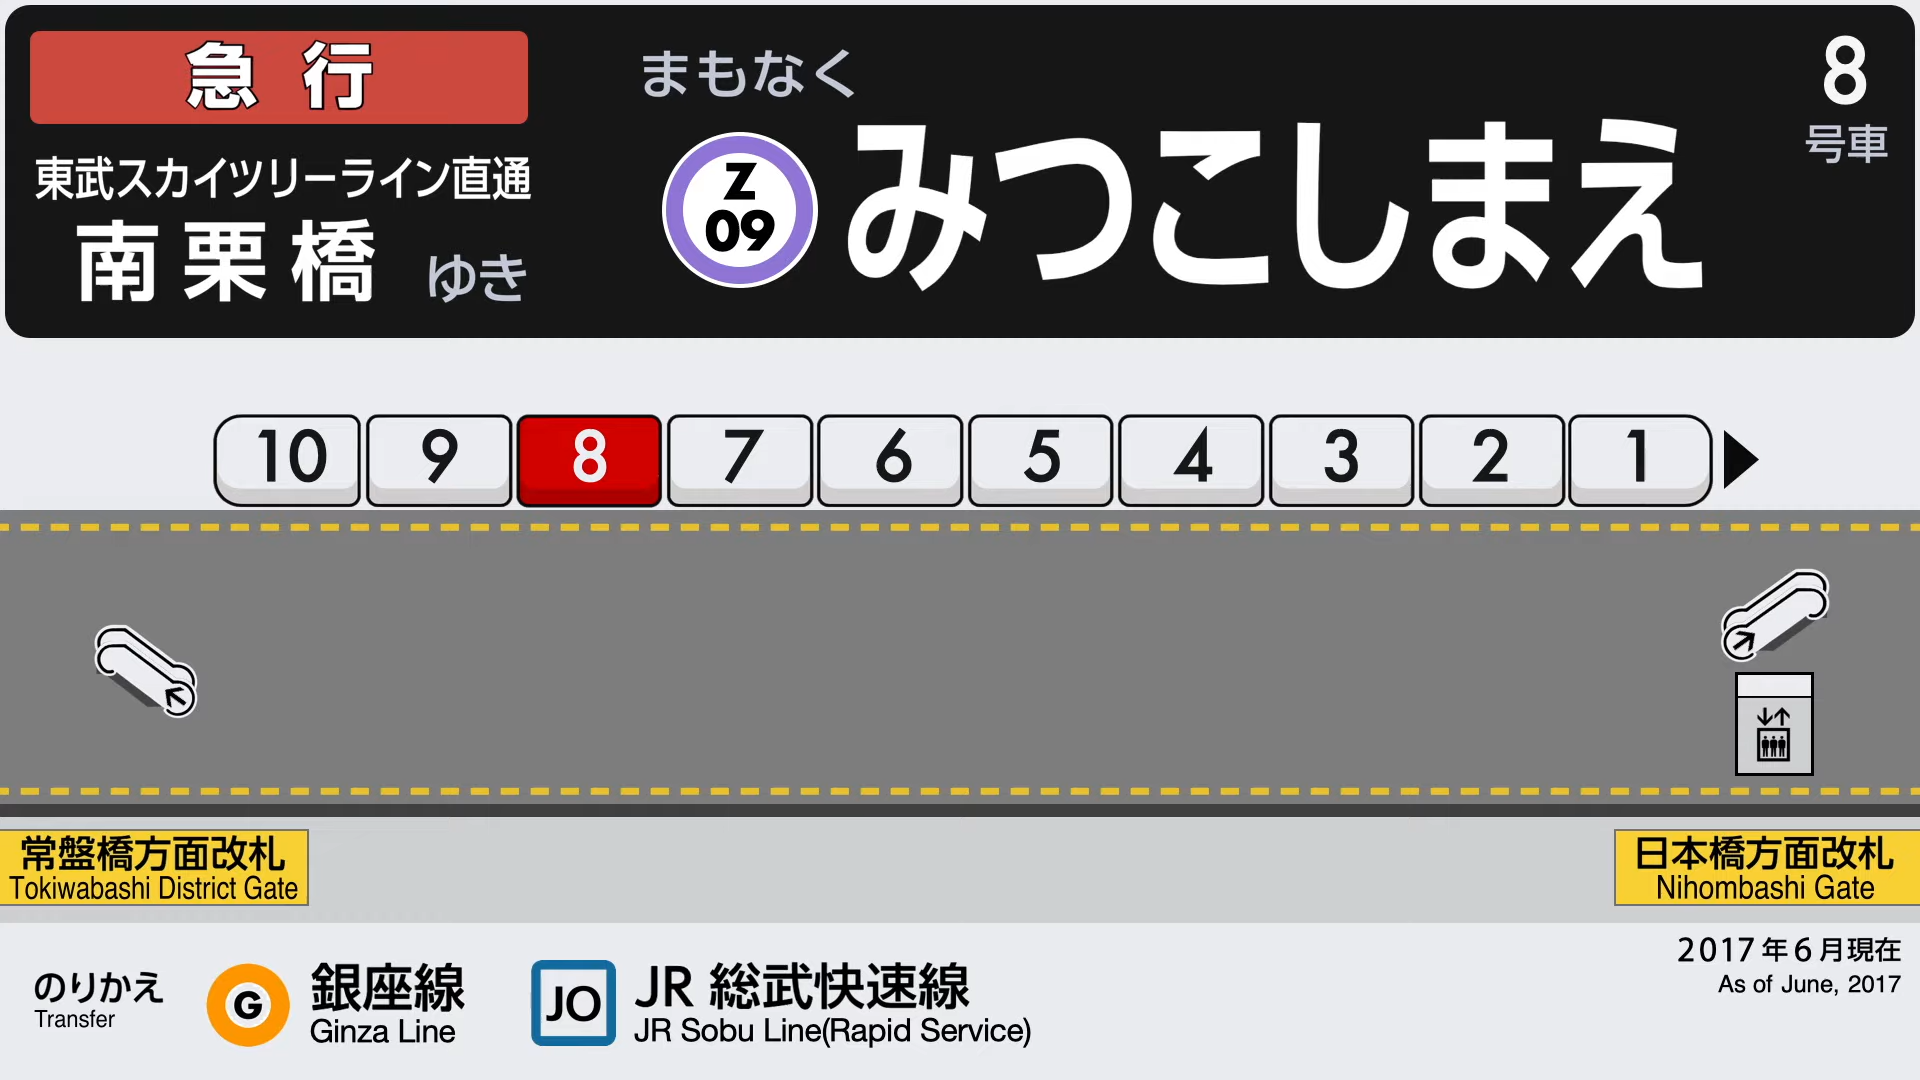 急行
東武スカイツリーライン直通
南栗橋 ゆき
まもなく
Z
09
みつこしまえ
8
号車
10 9 8 7 6 5 4 3 2 1
常盤橋方面改札
Tokiwabashi District Gate
日本橋方面改札
Nihombashi Gate
のりかえ
Transfer
G
銀座線
Ginza Line
JO
JR 総武快速線
JR Sobu Line(Rapid Service)
2017年6月現在
As of June, 2017